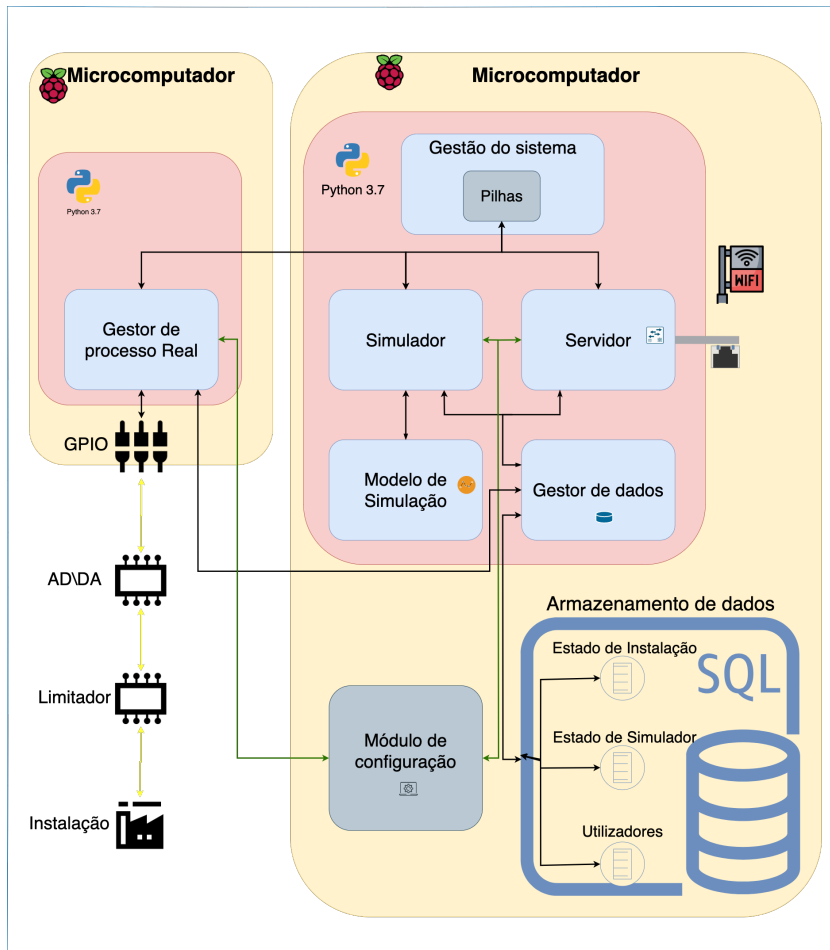 Microcomputador
Microcomputador
Python 3.7
Python 3.7
Gestão do sistema
Pilhas
WIFI
Gestor de
processo Real
Simulador
Servidor
GPIO
Modelo de
Simulação
Gestor de dados
AD\DA
Armazenamento de dados
Estado de Instalação
SQL
Limitador
Módulo de
configuração
Estado de Simulador
Instalação
Utilizadores